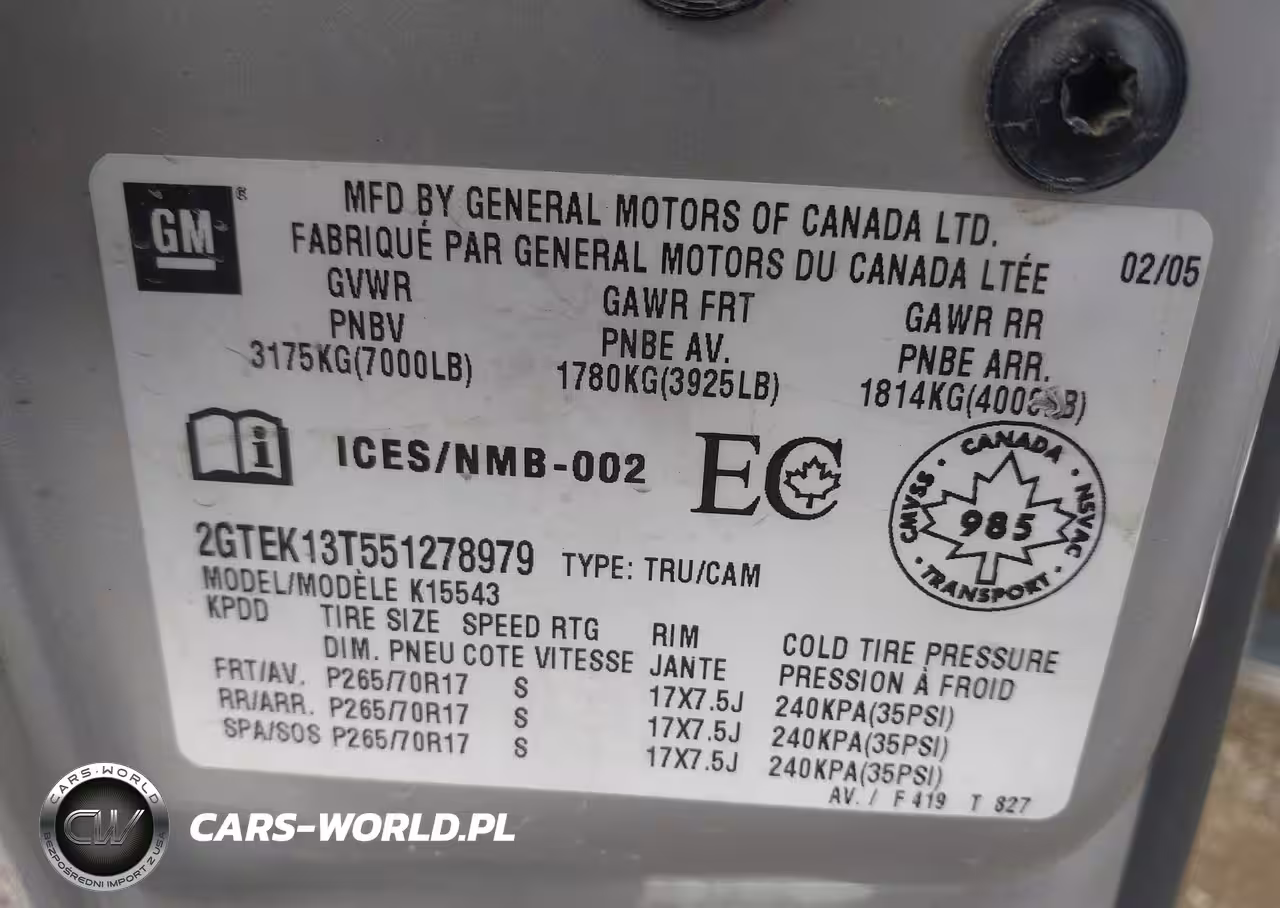 GM ®
MFD BY GENERAL MOTORS OF CANADA LTD.
FABRIQUÉ PAR GENERAL MOTORS DU CANADA LTÉE
02/05
GVWR GAWR FRT GAWR RR
PNBV PNBE AV. PNBE ARR.
3175KG(7000LB) 1780KG(3925LB) 1814KG(4000LB)
i ICES/NMB-002 EC
CANADA
CMVSS · NSVAC
985
TRANSPORT
2GTEK13T551278979 TYPE: TRU/CAM
MODEL/MODÈLE K15543
KPDD TIRE SIZE SPEED RTG RIM COLD TIRE PRESSURE
DIM. PNEU COTE VITESSE JANTE PRESSION À FROID
FRT/AV. P265/70R17 S 17X7.5J 240KPA(35PSI)
RR/ARR. P265/70R17 S 17X7.5J 240KPA(35PSI)
SPA/SOS P265/70R17 S 17X7.5J 240KPA(35PSI)
AV. / F 419 T 827
CARS-WORLD
CW
BEZPOŚREDNI IMPORT Z USA
CARS-WORLD.PL